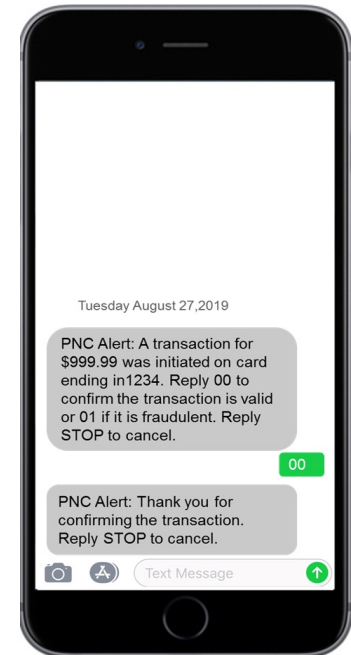 Tuesday August 27,2019
PNC Alert: A transaction for
$999.99 was initiated on card
ending in1234. Reply 00 to
confirm the transaction is valid
or 01 if it is fraudulent. Reply
STOP to cancel.
00
PNC Alert: Thank you for
confirming the transaction.
Reply STOP to cancel.
Text Message